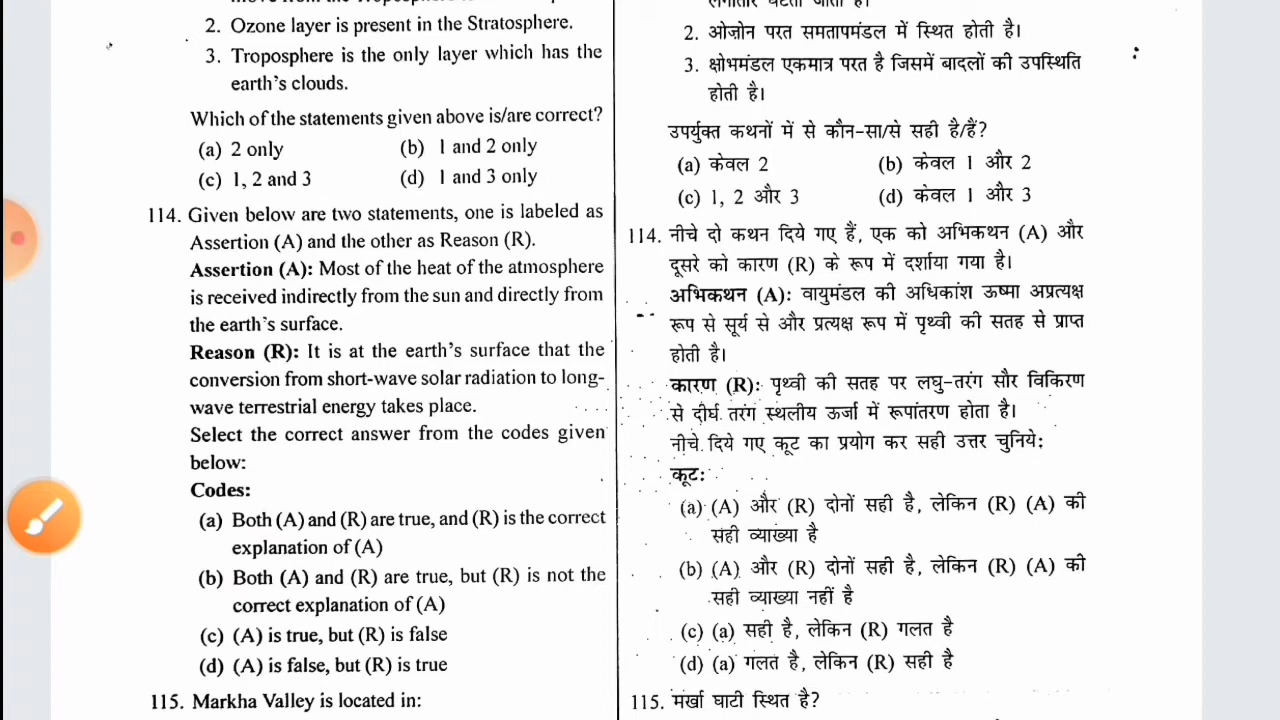 2. Ozone layer is present in the Stratosphere.
3. Troposphere is the only layer which has the
earth's clouds.
Which of the statements given above is/are correct?
(a) 2 only (b) 1 and 2 only
(c) 1, 2 and 3 (d) 1 and 3 only
114. Given below are two statements, one is labeled as
Assertion (A) and the other as Reason (R).
Assertion (A): Most of the heat of the atmosphere
is received indirectly from the sun and directly from
the earth's surface.
Reason (R): It is at the earth's surface that the
conversion from short-wave solar radiation to long-
wave terrestrial energy takes place.
Select the correct answer from the codes given
below:
Codes:
(a) Both (A) and (R) are true, and (R) is the correct
explanation of (A)
(b) Both (A) and (R) are true, but (R) is not the
correct explanation of (A)
(c) (A) is true, but (R) is false
(d) (A) is false, but (R) is true
115. Markha Valley is located in:
2. ओज़ोन परत समतापमंडल में स्थित होती है।
3. क्षोभमंडल एकमात्र परत है जिसमें बादलों की उपस्थिति
होती है।
उपर्युक्त कथनों में से कौन-सा/से सही है/हैं?
(a) केवल 2 (b) केवल 1 और 2
(c) 1, 2 और 3 (d) केवल 1 और 3
114. नीचे दो कथन दिये गए हैं, एक को अभिकथन (A) और
दूसरे को कारण (R) के रूप में दर्शाया गया है।
अभिकथन (A): वायुमंडल की अधिकांश ऊष्मा अप्रत्यक्ष
रूप से सूर्य से और प्रत्यक्ष रूप में पृथ्वी की सतह से प्राप्त
होती है।
कारण (R): पृथ्वी की सतह पर लघु-तरंग सौर विकिरण
से दीर्घ तरंग स्थलीय ऊर्जा में रूपांतरण होता है।
नीचे दिये गए कूट का प्रयोग कर सही उत्तर चुनिये:
कूट:
(a) (A) और (R) दोनों सही है, लेकिन (R) (A) की
सही व्याख्या है
(b) (A) और (R) दोनों सही है, लेकिन (R) (A) की
सही व्याख्या नहीं है
(c) (a) सही है, लेकिन (R) गलत है
(d) (a) गलत है, लेकिन (R) सही है
115. मर्खा घाटी स्थित है?